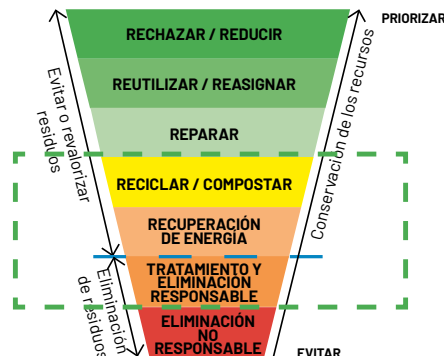 PRIORIZAR
RECHAZAR / REDUCIR
REUTILIZAR / REASIGNAR
REPARAR
RECICLAR / COMPOSTAR
RECUPERACIÓN
DE ENERGÍA
TRATAMIENTO Y
ELIMINACIÓN
RESPONSABLE
ELIMINACIÓN
NO
RESPONSABLE
EVITAR
Evitar o revalorizar
residuos
Eliminación
de residuos
Conservación de los recursos